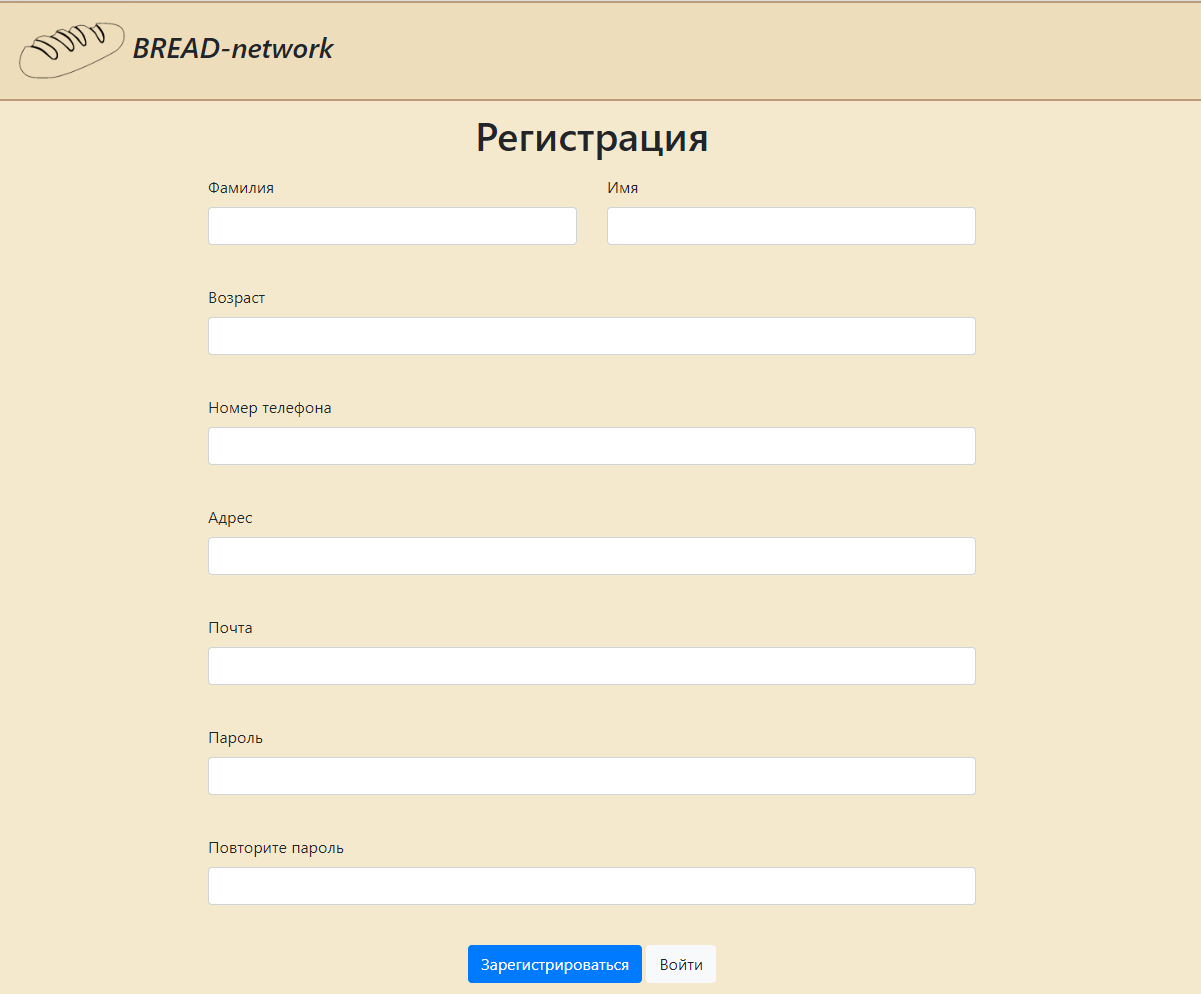 BREAD-network
Регистрация
Фамилия Имя
Возраст
Номер телефона
Адрес
Почта
Пароль
Повторите пароль
Зарегистрироваться Войти